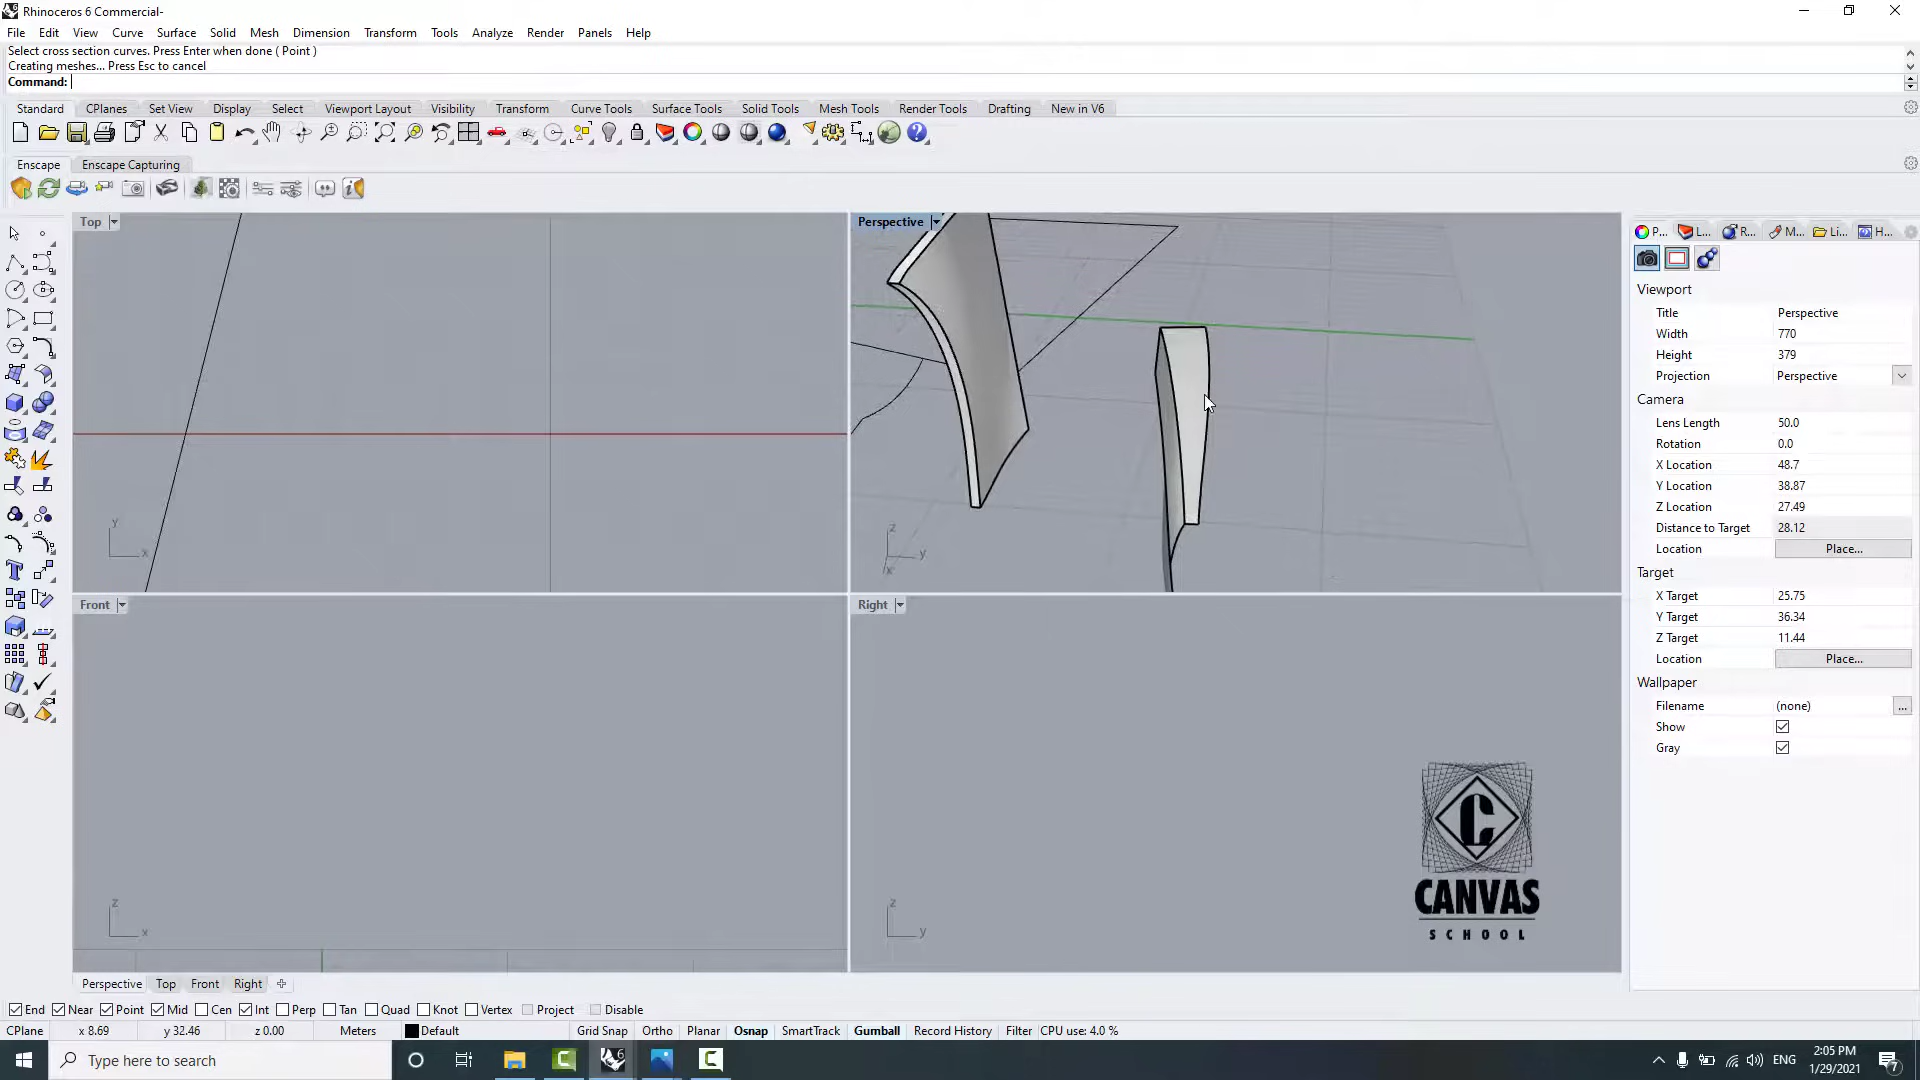 Rhinoceros 6 Commercial-
File Edit View Curve Surface Solid Mesh Dimension Transform Tools Analyze Render Panels Help
Select cross section curves. Press Enter when done ( Point )
Creating meshes... Press Esc to cancel
Command:
Standard CPlanes Set View Display Select Viewport Layout Visibility Transform Curve Tools Surface Tools Solid Tools Mesh Tools Render Tools Drafting New in V6
Enscape Enscape Capturing
Top
Perspective
P... L... R... M... Li... H...
Viewport
Title Perspective
Width 770
Height 379
Projection Perspective
Camera
Lens Length 50.0
Rotation 0.0
X Location 48.7
Y Location 38.87
Z Location 27.49
Distance to Target 28.12
Location Place...
Target
X Target 25.75
Y Target 36.34
Z Target 11.44
Location Place...
Wallpaper
Filename (none) ...
Show
Gray
y
x
z
y
x
Front
Right
z
x
z
y
C
CANVAS
SCHOOL
Perspective Top Front Right
End Near Point Mid Cen Int Perp Tan Quad Knot Vertex Project Disable
CPlane x 8.69 y 32.46 z 0.00 Meters Default Grid Snap Ortho Planar Osnap SmartTrack Gumball Record History Filter CPU use: 4.0 %
Type here to search
ENG
2:05 PM
1/29/2021
7